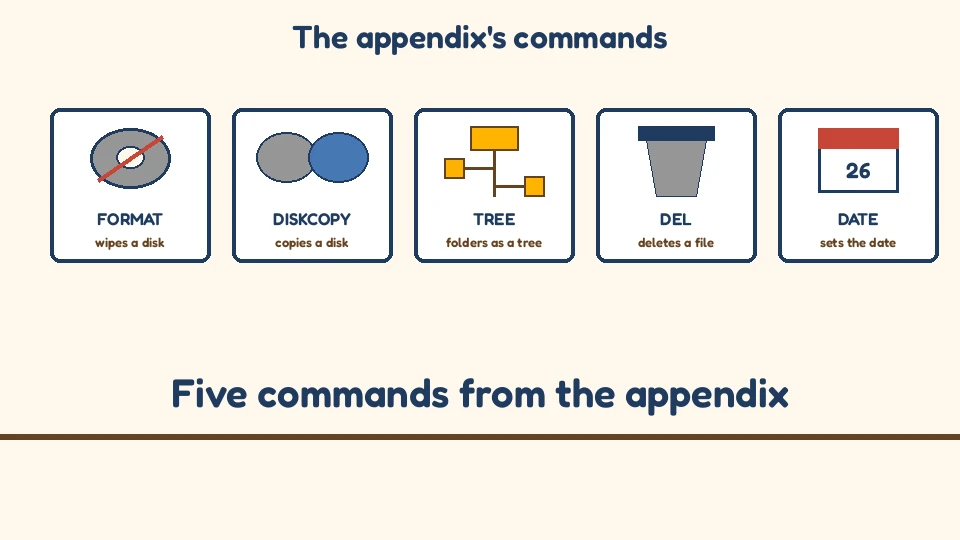 The appendix's commands
26
FORMAT
DISKCOPY
TREE
DEL
DATE
wipes a disk
copies a disk
folders as a tree
deletes a file
sets the date
Five commands from the appendix